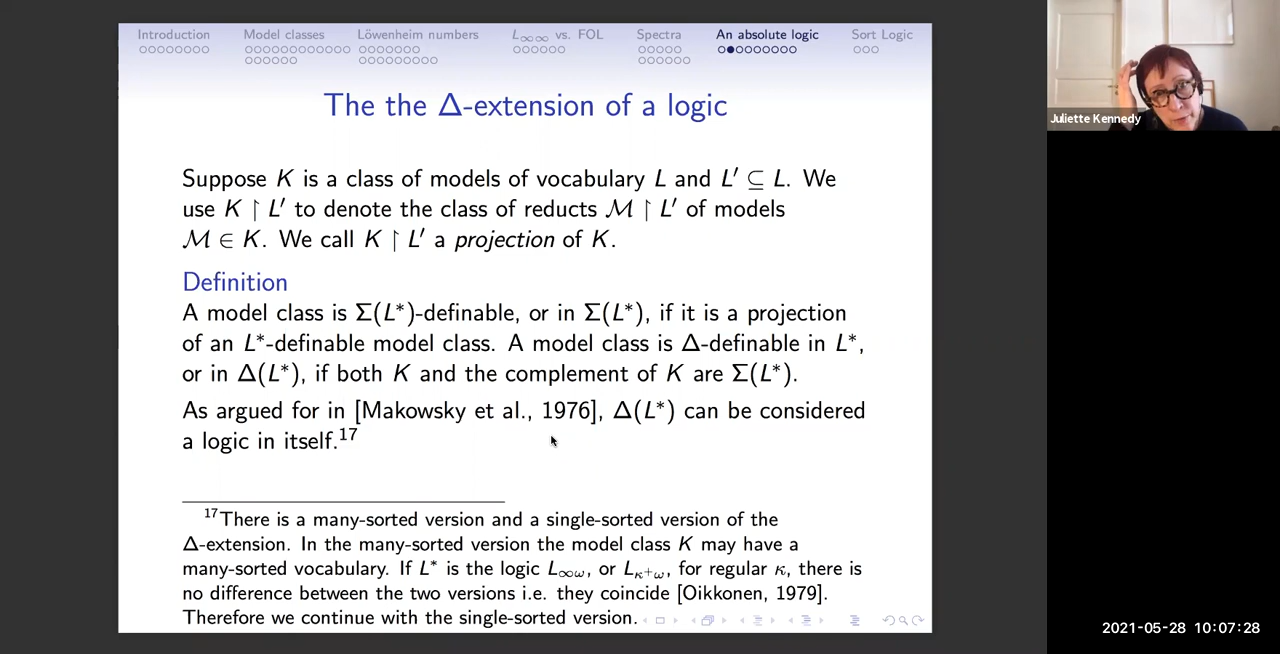 Introduction Model classes Löwenheim numbers L∞∞ vs. FOL Spectra An absolute logic Sort Logic
The the Δ-extension of a logic
Suppose K is a class of models of vocabulary L and L′ ⊆ L. We
use K ↾ L′ to denote the class of reducts ℳ ↾ L′ of models
ℳ ∈ K. We call K ↾ L′ a projection of K.
Definition
A model class is Σ(L*)-definable, or in Σ(L*), if it is a projection
of an L*-definable model class. A model class is Δ-definable in L*,
or in Δ(L*), if both K and the complement of K are Σ(L*).
As argued for in [Makowsky et al., 1976], Δ(L*) can be considered
a logic in itself.¹⁷
¹⁷There is a many-sorted version and a single-sorted version of the
Δ-extension. In the many-sorted version the model class K may have a
many-sorted vocabulary. If L* is the logic L∞ω, or Lκ⁺ω, for regular κ, there is
no difference between the two versions i.e. they coincide [Oikkonen, 1979].
Therefore we continue with the single-sorted version.
Juliette Kennedy
2021-05-28 10:07:28